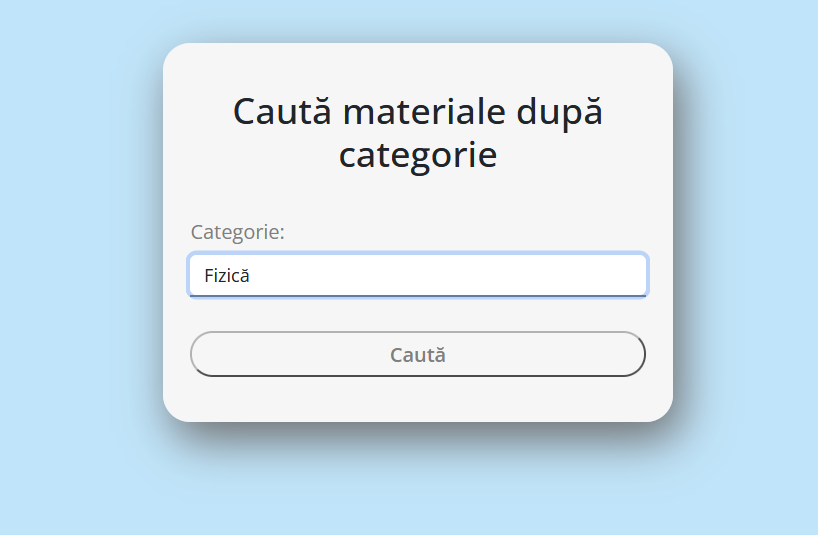 Caută materiale după
categorie
Categorie:
Fizică
Caută